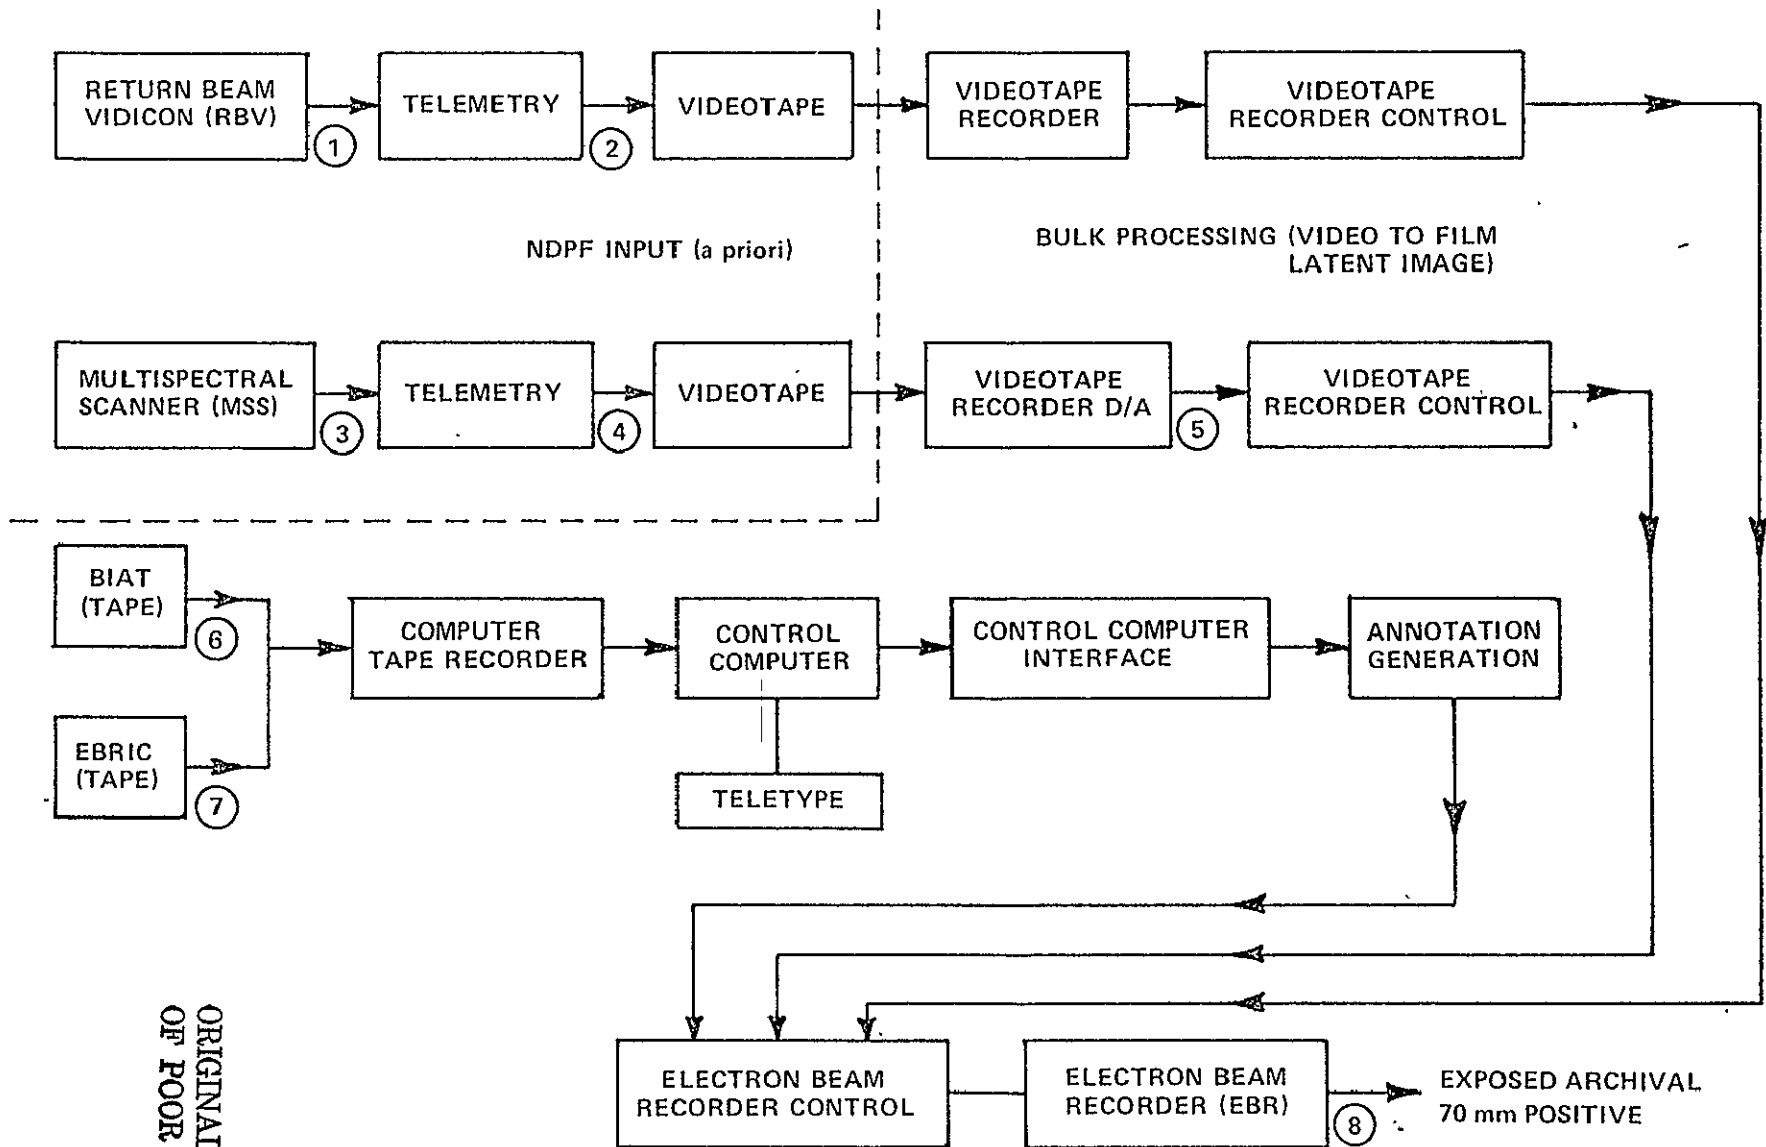 RETURN BEAM
VIDICON (RBV)
1
TELEMETRY
2
VIDEOTAPE
VIDEOTAPE
RECORDER
VIDEOTAPE
RECORDER CONTROL
NDPF INPUT (a priori)
BULK PROCESSING (VIDEO TO FILM
LATENT IMAGE)
MULTISPECTRAL
SCANNER (MSS)
3
TELEMETRY
4
VIDEOTAPE
VIDEOTAPE
RECORDER D/A
5
VIDEOTAPE
RECORDER CONTROL
BIAT
(TAPE)
6
EBRIC
(TAPE)
7
COMPUTER
TAPE RECORDER
CONTROL
COMPUTER
TELETYPE
CONTROL COMPUTER
INTERFACE
ANNOTATION
GENERATION
ELECTRON BEAM
RECORDER CONTROL
ELECTRON BEAM
RECORDER (EBR)
8
EXPOSED ARCHIVAL
70 mm POSITIVE
ORIGINAL
OF POOR